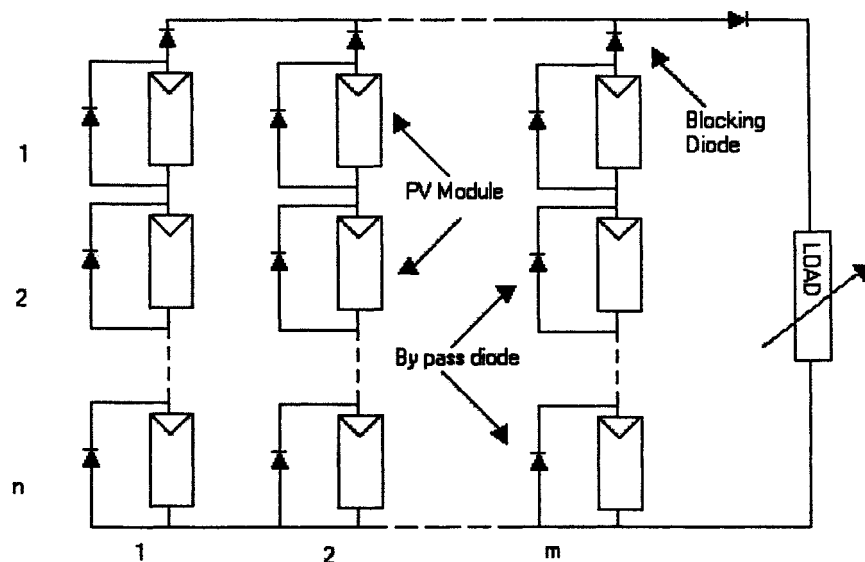 Blocking
Diode
1
PV Module
LOAD
2
By pass diode
n
1 2 m